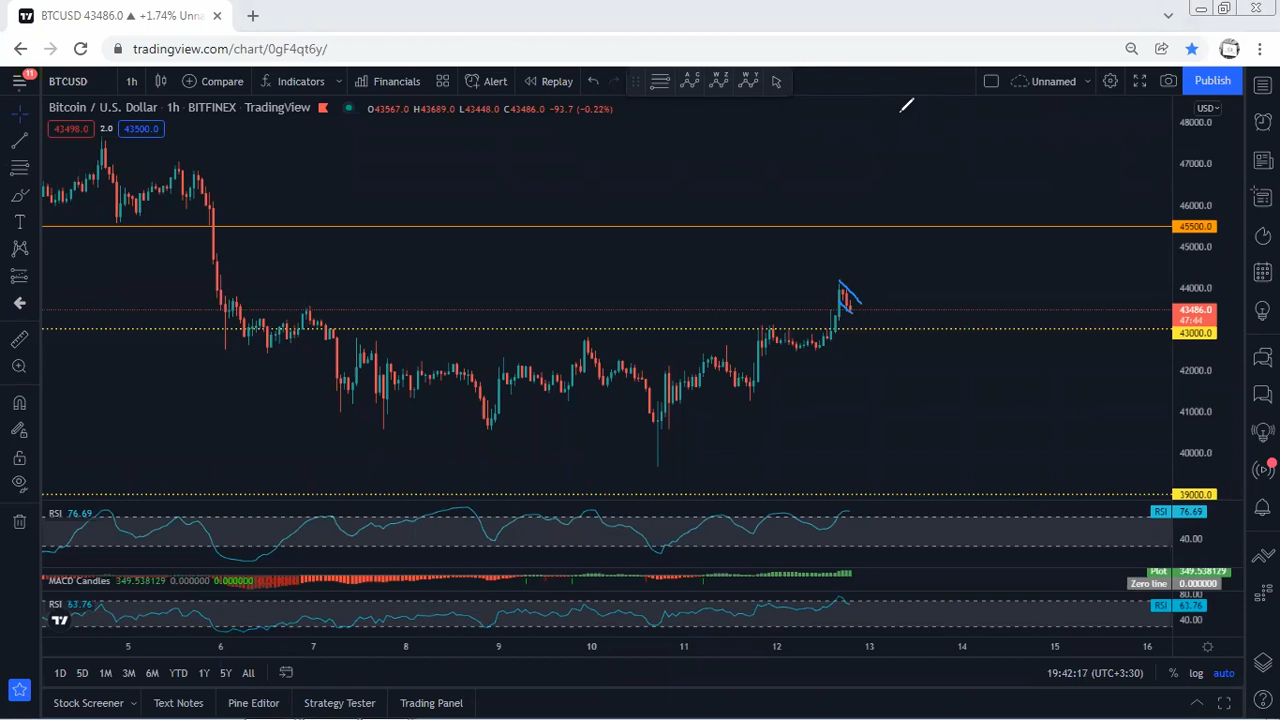 BTCUSD 43486.0 ▲ +1.74% Unna
tradingview.com/chart/0gF4qt6y/
11
BTCUSD 1h Compare Indicators Financials Alert Replay A C W Z W Y Unnamed Publish
Bitcoin / U.S. Dollar · 1h · BITFINEX · TradingView O43567.0 H43689.0 L43448.0 C43486.0 −93.7 (−0.22%) USD
43498.0 2.0 43500.0
48000.0
47000.0
46000.0
45500.0
45000.0
44000.0
43486.0
47:44
43000.0
42000.0
41000.0
40000.0
39000.0
RSI 76.69 RSI 76.69
40.00
MACD Candles 349.538129 0.000000 0.000000 Plot 349.538129
Zero line 0.000000
80.00
RSI 63.76 RSI 63.76
40.00
5 6 7 8 9 10 11 12 13 14 15 16
1D 5D 1M 3M 6M YTD 1Y 5Y All 19:42:17 (UTC+3:30) % log auto
Stock Screener Text Notes Pine Editor Strategy Tester Trading Panel